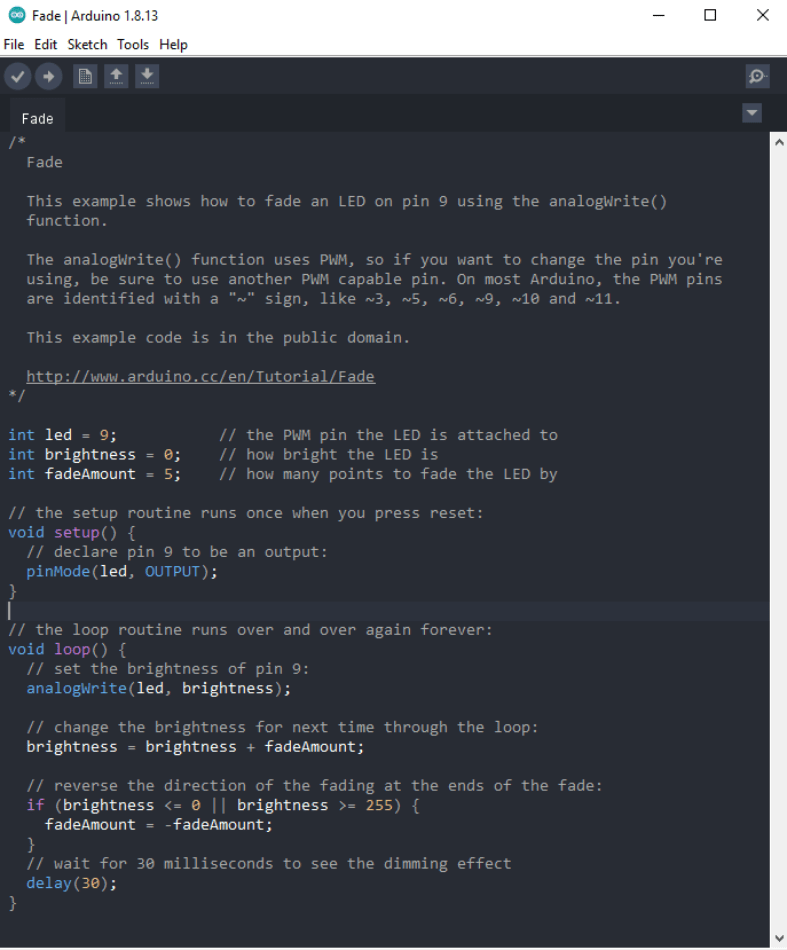 Fade | Arduino 1.8.13
File Edit Sketch Tools Help
Fade
/*
  Fade

  This example shows how to fade an LED on pin 9 using the analogWrite()
  function.

  The analogWrite() function uses PWM, so if you want to change the pin you're
  using, be sure to use another PWM capable pin. On most Arduino, the PWM pins
  are identified with a "~" sign, like ~3, ~5, ~6, ~9, ~10 and ~11.

  This example code is in the public domain.

  http://www.arduino.cc/en/Tutorial/Fade
*/

int led = 9;           // the PWM pin the LED is attached to
int brightness = 0;    // how bright the LED is
int fadeAmount = 5;    // how many points to fade the LED by

// the setup routine runs once when you press reset:
void setup() {
  // declare pin 9 to be an output:
  pinMode(led, OUTPUT);
}

// the loop routine runs over and over again forever:
void loop() {
  // set the brightness of pin 9:
  analogWrite(led, brightness);

  // change the brightness for next time through the loop:
  brightness = brightness + fadeAmount;

  // reverse the direction of the fading at the ends of the fade:
  if (brightness <= 0 || brightness >= 255) {
    fadeAmount = -fadeAmount;
  }
  // wait for 30 milliseconds to see the dimming effect
  delay(30);
}